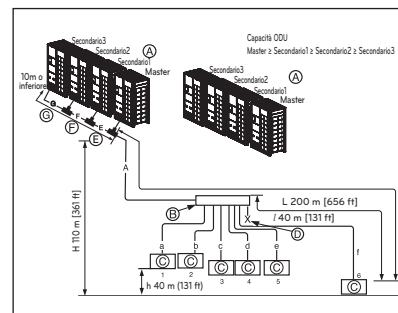 Secondario3
Secondario2
Secondario1
Master
A
Capacità ODU
Master ≥ Secondario1 ≥ Secondario2 ≥ Secondario3
Secondario3
Secondario2
Secondario1
Master
A
10m o
inferiore
G
F
E
G
F
E
A
H 110 m [361 ft]
B
L 200 m [656 ft]
l 40 m [131 ft]
X
D
a
b
c
d
e
f
C
C
C
C
C
C
1
2
3
4
5
6
h 40 m (131 ft)